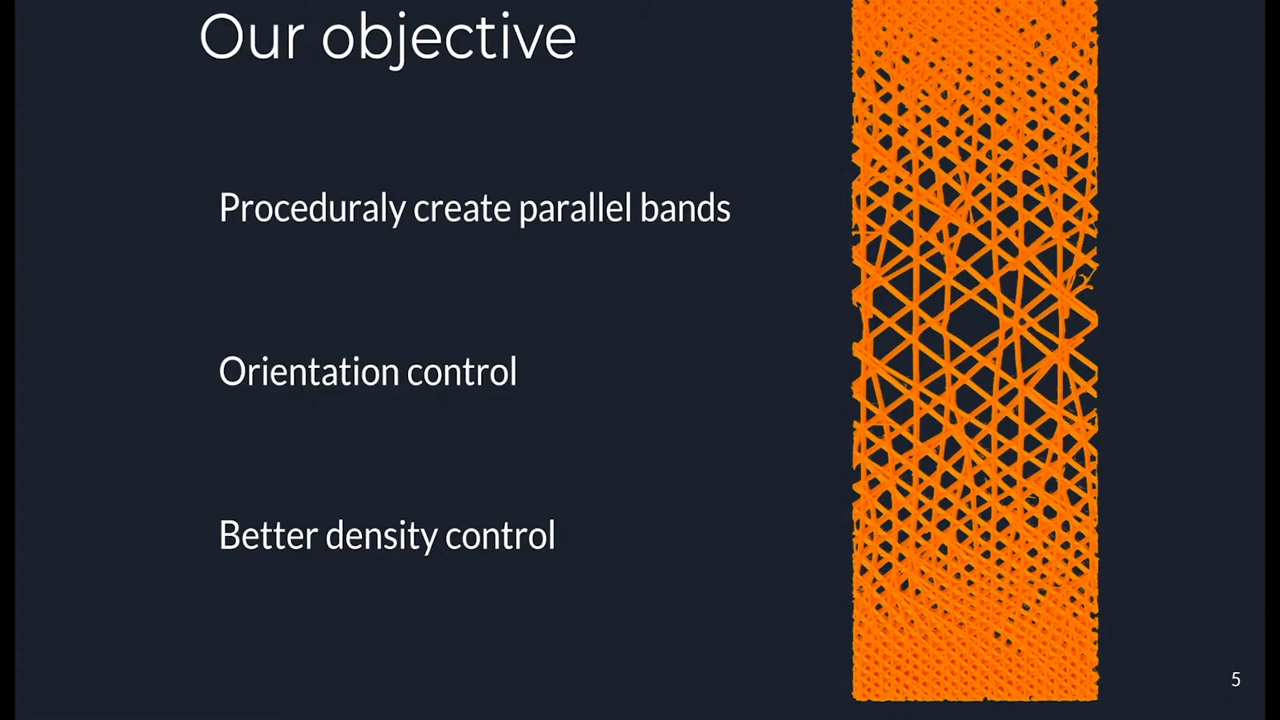 Our objective
Proceduraly create parallel bands
Orientation control
Better density control
5